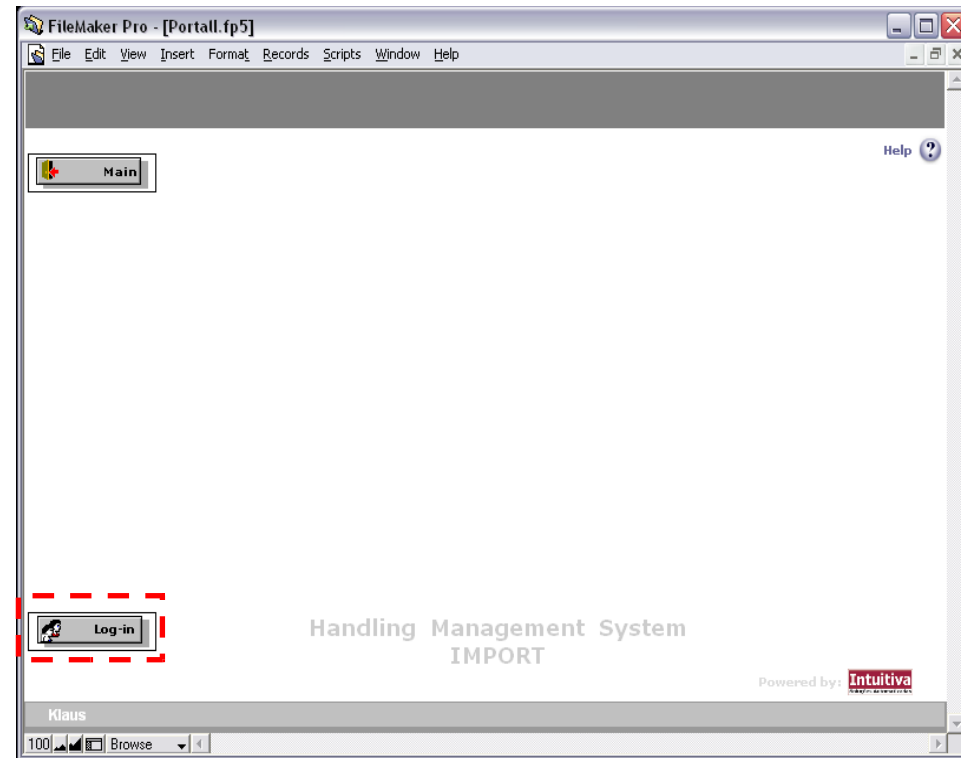 FileMaker Pro - [Portall.fp5]
File Edit View Insert Format Records Scripts Window Help
Help ?
Main
Log-in
Handling Management System
IMPORT
Powered by: Intuitiva
Klaus
100 Browse